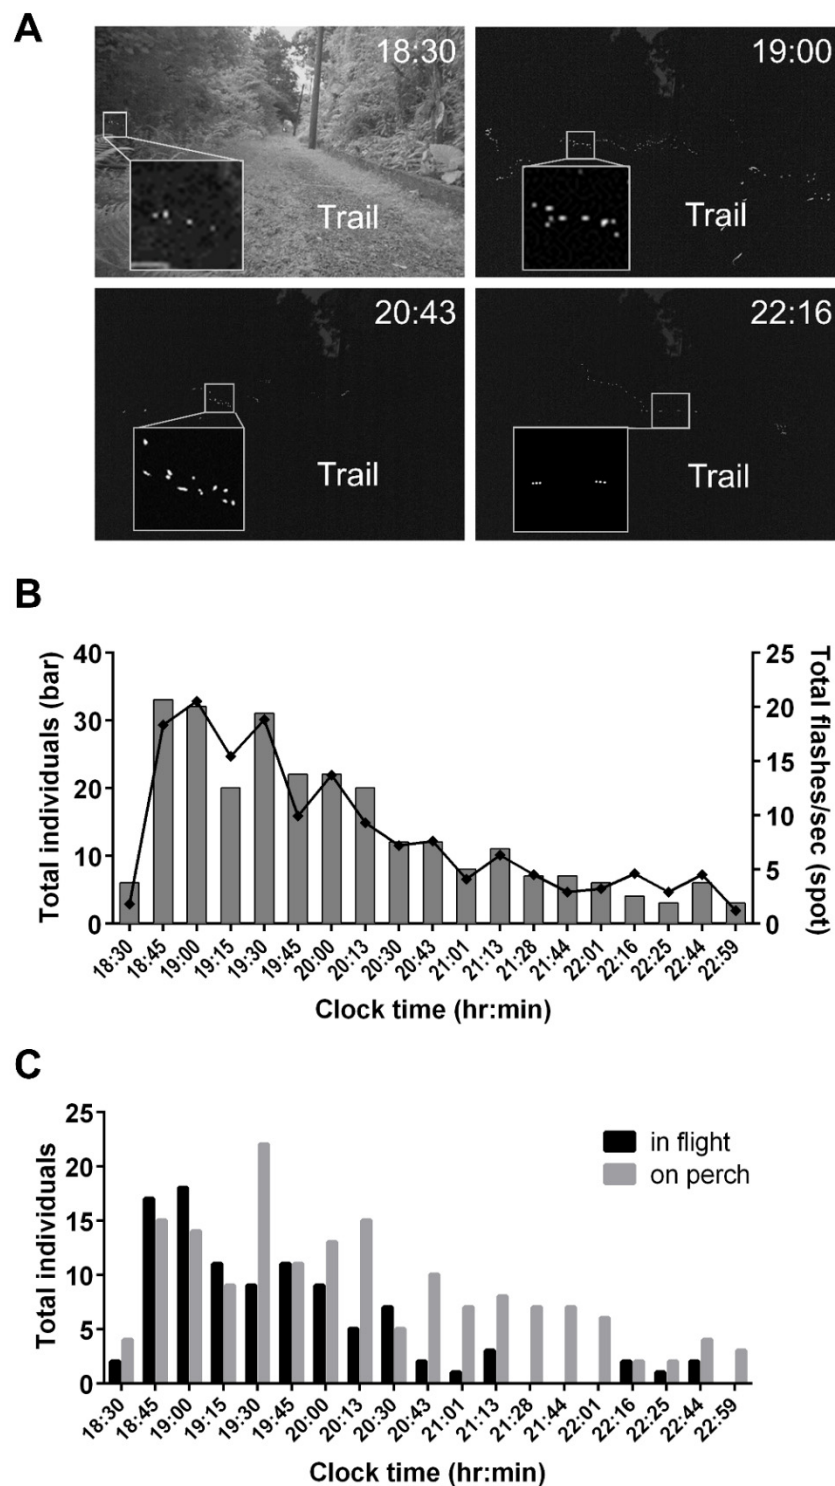 A
18:30
Trail
19:00
Trail
20:43
Trail
22:16
Trail
B
Total individuals (bar)
40
30
20
10
0
Total flashes/sec (spot)
25
20
15
10
5
0
18:30 18:45 19:00 19:15 19:30 19:45 20:00 20:13 20:30 20:43 21:01 21:13 21:28 21:44 22:01 22:16 22:25 22:44 22:59
Clock time (hr:min)
C
Total individuals
25
20
15
10
5
0
in flight
on perch
18:30 18:45 19:00 19:15 19:30 19:45 20:00 20:13 20:30 20:43 21:01 21:13 21:28 21:44 22:01 22:16 22:25 22:44 22:59
Clock time (hr:min)